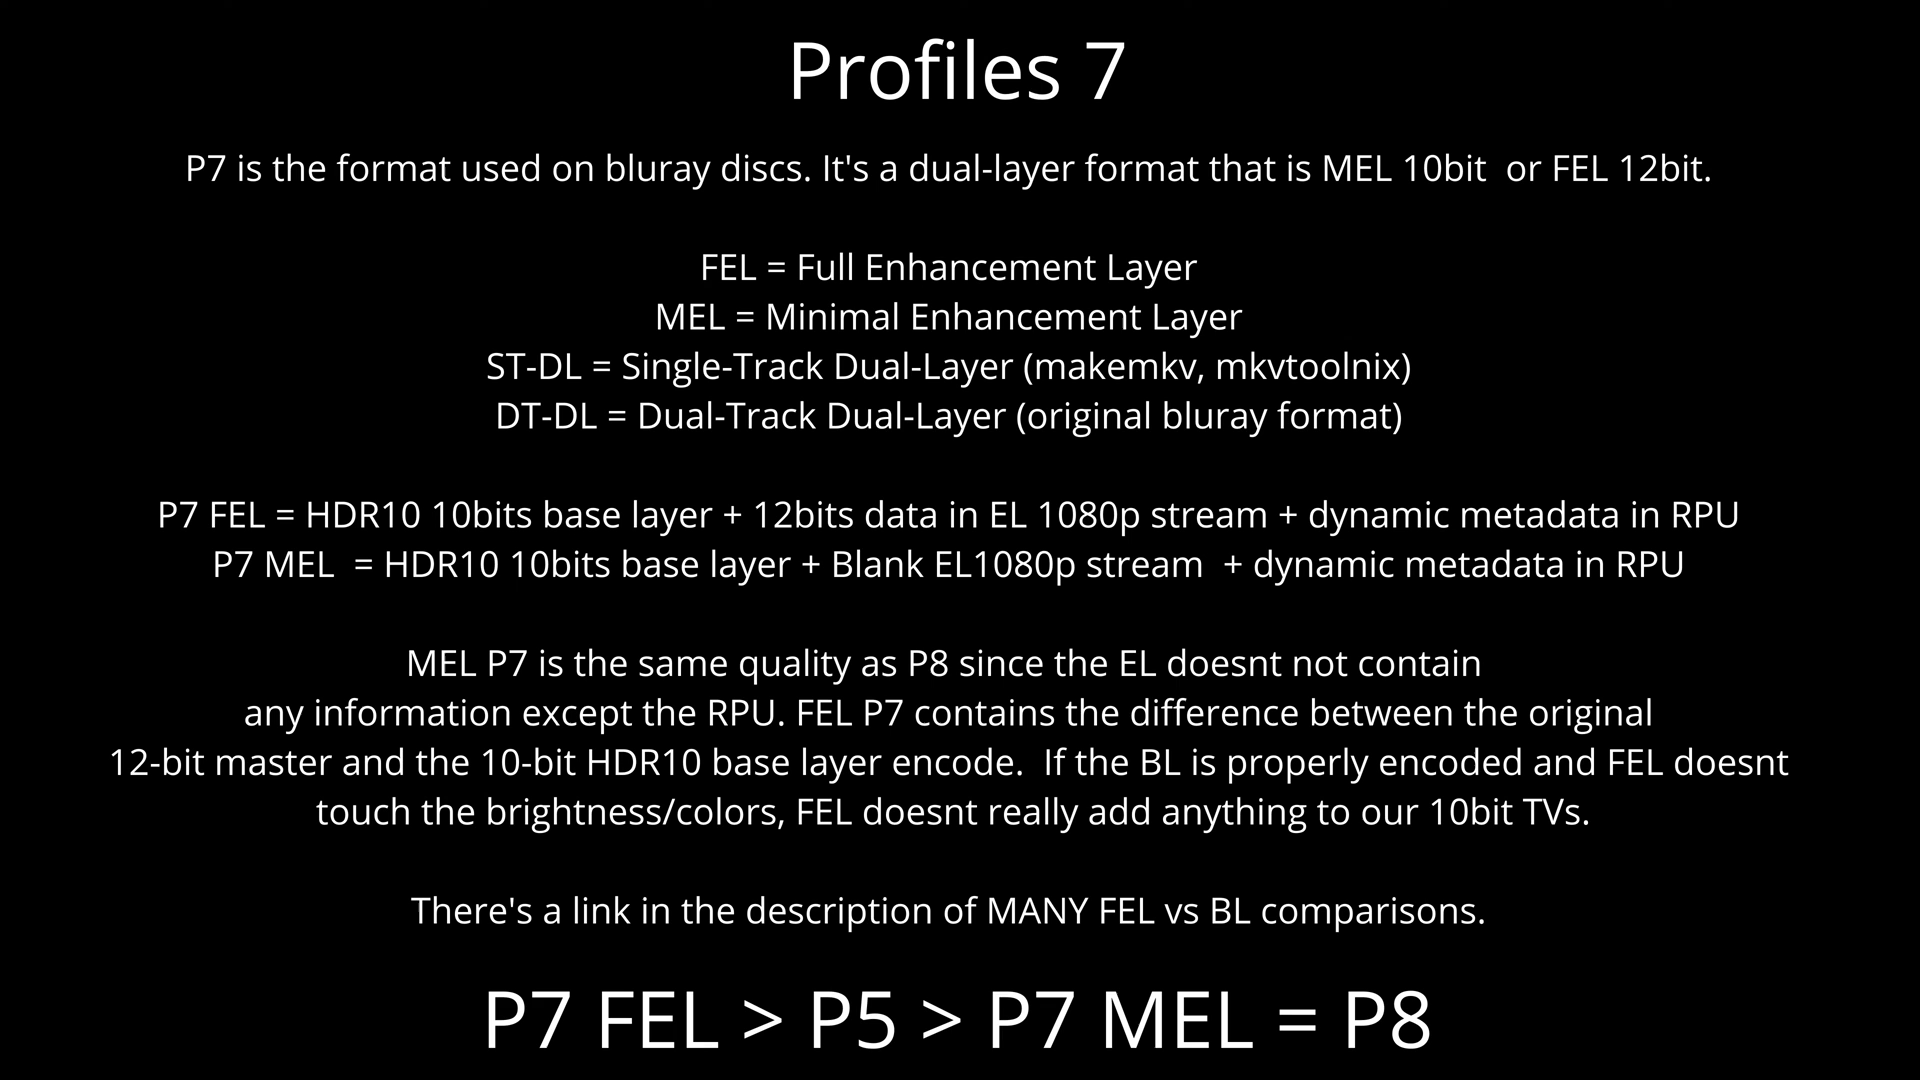 Profiles 7
P7 is the format used on bluray discs. It's a dual-layer format that is MEL 10bit  or FEL 12bit.
FEL = Full Enhancement Layer
MEL = Minimal Enhancement Layer
ST-DL = Single-Track Dual-Layer (makemkv, mkvtoolnix)
DT-DL = Dual-Track Dual-Layer (original bluray format)
P7 FEL = HDR10 10bits base layer + 12bits data in EL 1080p stream + dynamic metadata in RPU
P7 MEL  = HDR10 10bits base layer + Blank EL1080p stream  + dynamic metadata in RPU
MEL P7 is the same quality as P8 since the EL doesnt not contain
any information except the RPU. FEL P7 contains the difference between the original
12-bit master and the 10-bit HDR10 base layer encode.  If the BL is properly encoded and FEL doesnt
touch the brightness/colors, FEL doesnt really add anything to our 10bit TVs.
There's a link in the description of MANY FEL vs BL comparisons.
P7 FEL > P5 > P7 MEL = P8